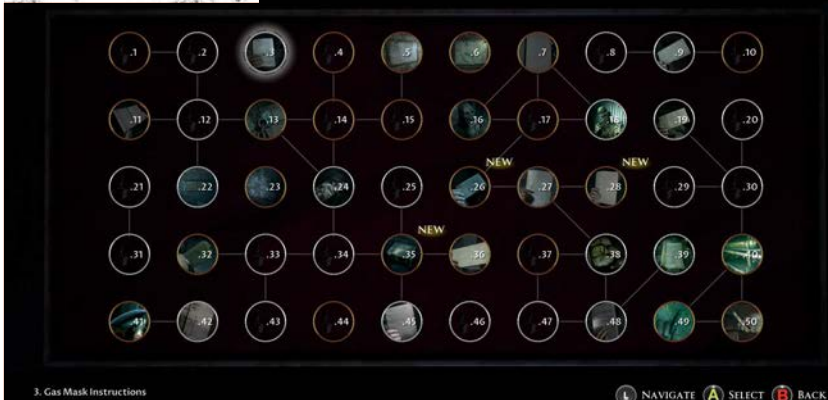 .1 .2 .3 .4 .5 .6 .7 .8 .9 .10
.11 .12 .13 .14 .15 .16 .17 .18 .19 .20
NEW NEW
.21 .22 .23 .24 .25 .26 .27 .28 .29 .30
NEW
.31 .32 .33 .34 .35 .36 .37 .38 .39 .40
.41 .42 .43 .44 .45 .46 .47 .48 .49 .50
3. Gas Mask Instructions
L NAVIGATE A SELECT B BACK